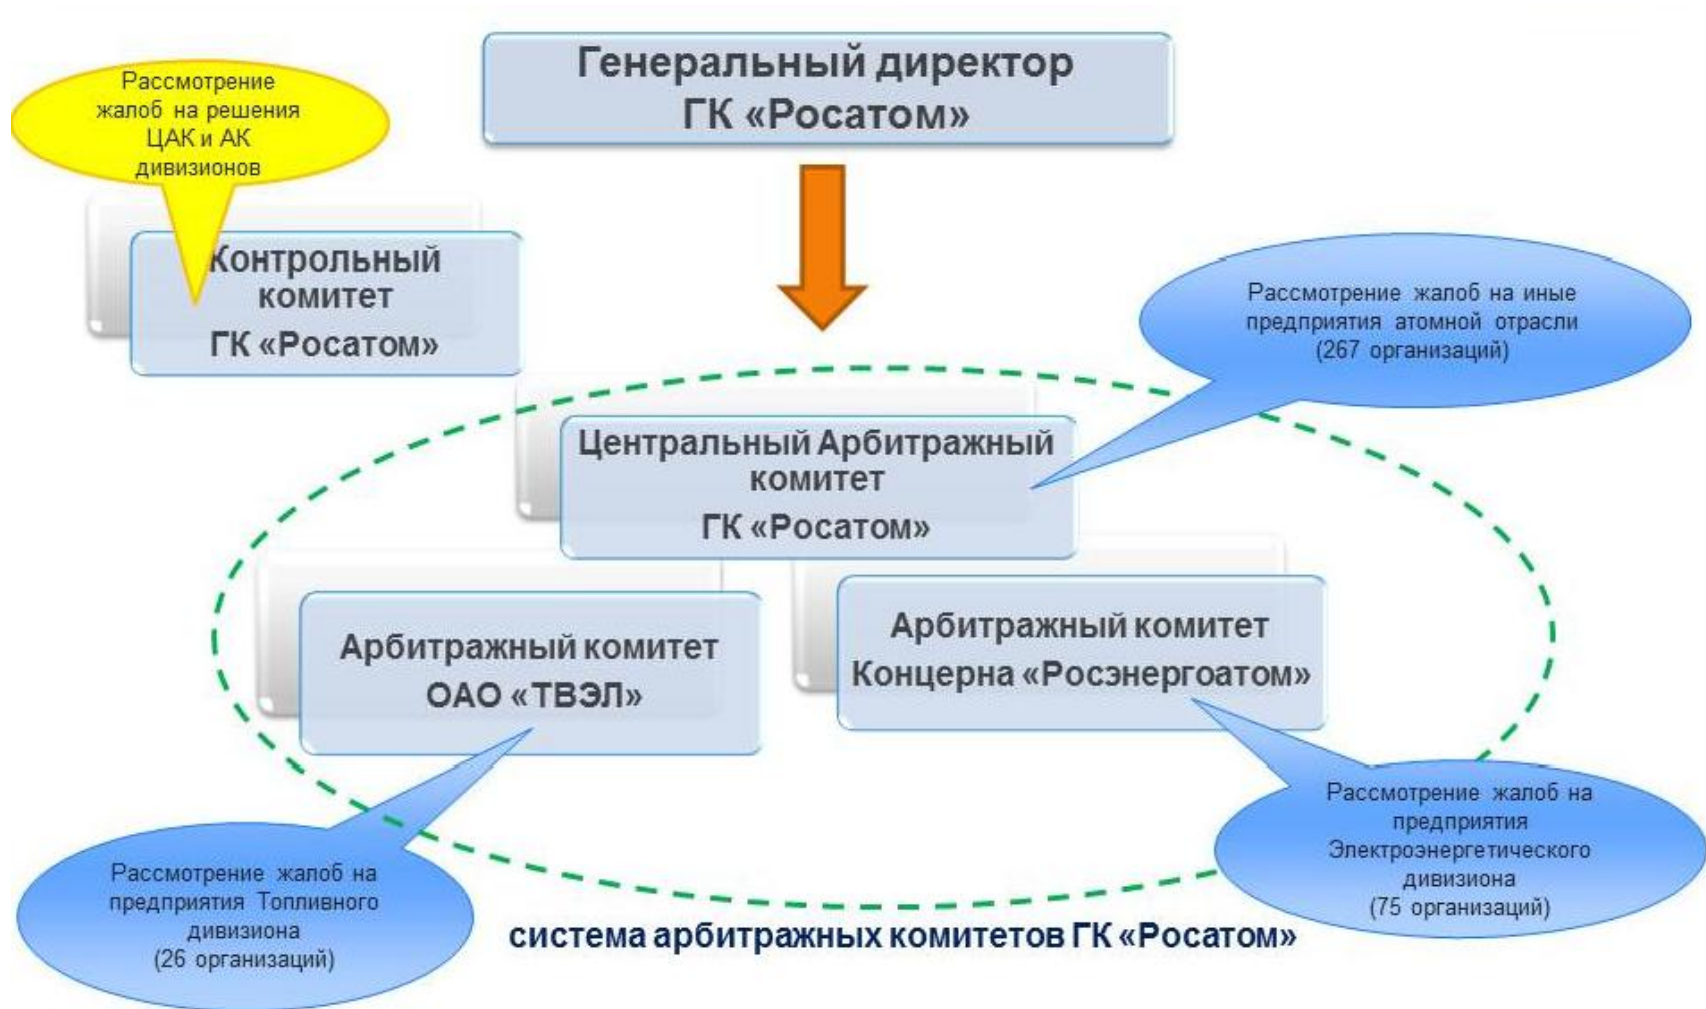 Генеральный директор
ГК «Росатом»
Рассмотрение
жалоб на решения
ЦАК и АК
дивизионов
Контрольный
комитет
ГК «Росатом»
Рассмотрение жалоб на иные
предприятия атомной отрасли
(267 организаций)
Центральный Арбитражный
комитет
ГК «Росатом»
Арбитражный комитет
ОАО «ТВЭЛ»
Арбитражный комитет
Концерна «Росэнергоатом»
Рассмотрение жалоб на
предприятия Топливного
дивизиона
(26 организаций)
Рассмотрение жалоб на
предприятия
Электроэнергетического
дивизиона
(75 организаций)
система арбитражных комитетов ГК «Росатом»